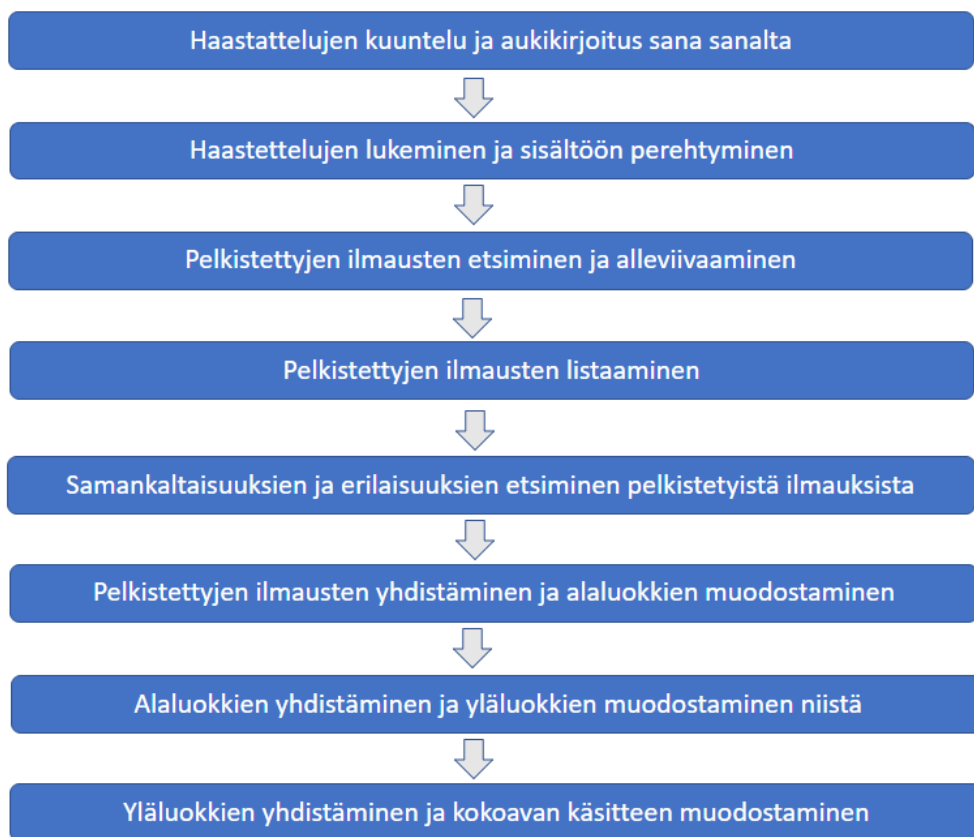 Haastattelujen kuuntelu ja aukikirjoitus sana sanalta
Haastettelujen lukeminen ja sisältöön perehtyminen
Pelkistettyjen ilmausten etsiminen ja alleviivaaminen
Pelkistettyjen ilmausten listaaminen
Samankaltaisuuksien ja erilaisuuksien etsiminen pelkistetyistä ilmauksista
Pelkistettyjen ilmausten yhdistäminen ja alaluokkien muodostaminen
Alaluokkien yhdistäminen ja yläluokkien muodostaminen niistä
Yläluokkien yhdistäminen ja kokoavan käsitteen muodostaminen